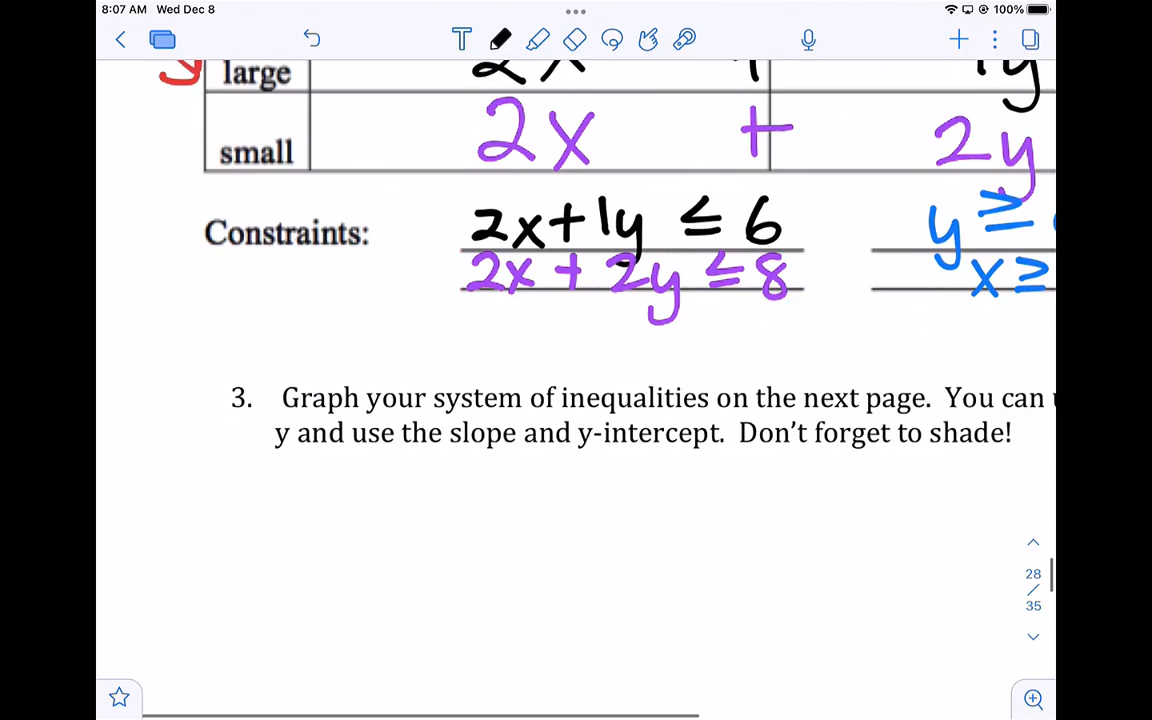 8:07 AM Wed Dec 8
100%
large 2x 1y
small 2x + 2y
Constraints: 2x + 1y ≤ 6 y ≥
2x + 2y ≤ 8 x ≥
3. Graph your system of inequalities on the next page. You can
y and use the slope and y-intercept. Don't forget to shade!
28
/
35